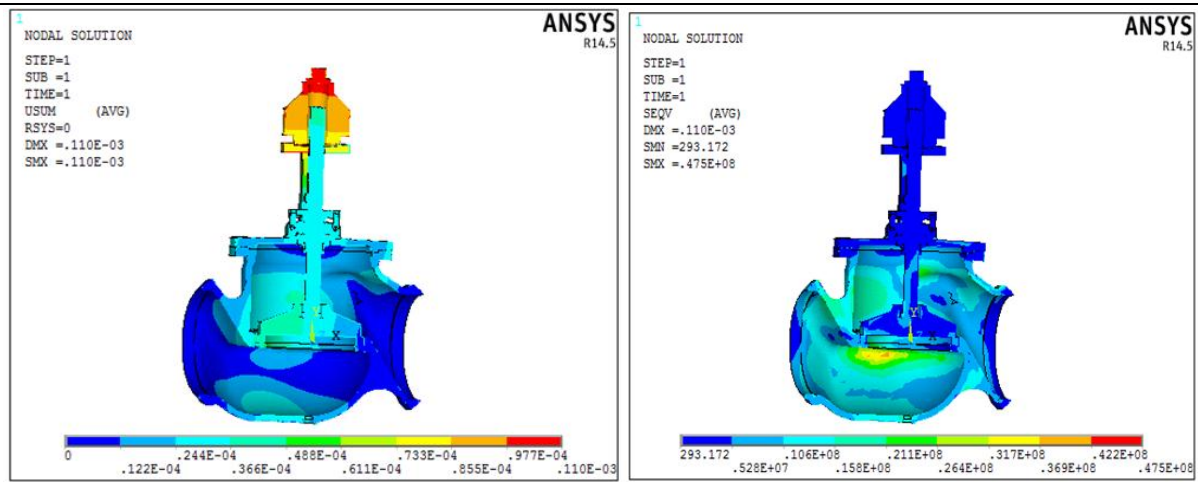 1
ANSYS
R14.5
NODAL SOLUTION
STEP=1
SUB =1
TIME=1
USUM (AVG)
RSYS=0
DMX =.110E-03
SMX =.110E-03
Y
X
0 .244E-04 .488E-04 .733E-04 .977E-04
.122E-04 .366E-04 .611E-04 .855E-04 .110E-03
1
ANSYS
R14.5
NODAL SOLUTION
STEP=1
SUB =1
TIME=1
SEQV (AVG)
DMX =.110E-03
SMN =293.172
SMX =.475E+08
Y
X
293.172 .106E+08 .211E+08 .317E+08 .422E+08
.528E+07 .158E+08 .264E+08 .369E+08 .475E+08